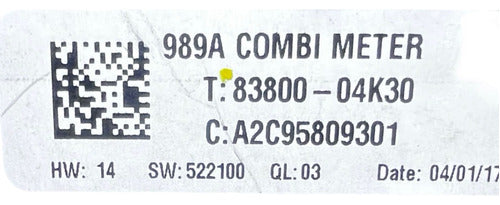 989A COMBI METER
T: 83800-04K30
C: A2C95809301
HW: 14 SW: 522100 QL: 03 Date: 04/01/17